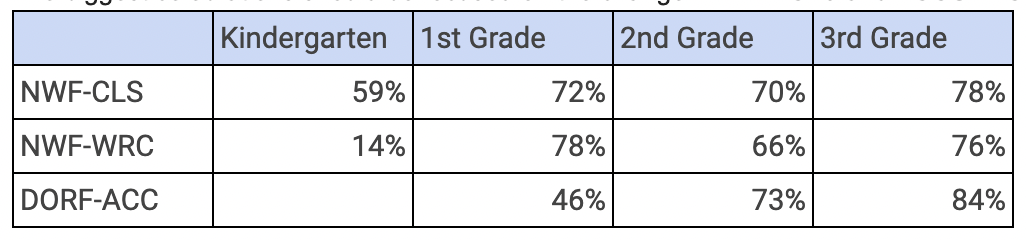 Kindergarten 1st Grade 2nd Grade 3rd Grade
NWF-CLS 59% 72% 70% 78%
NWF-WRC 14% 78% 66% 76%
DORF-ACC 46% 73% 84%